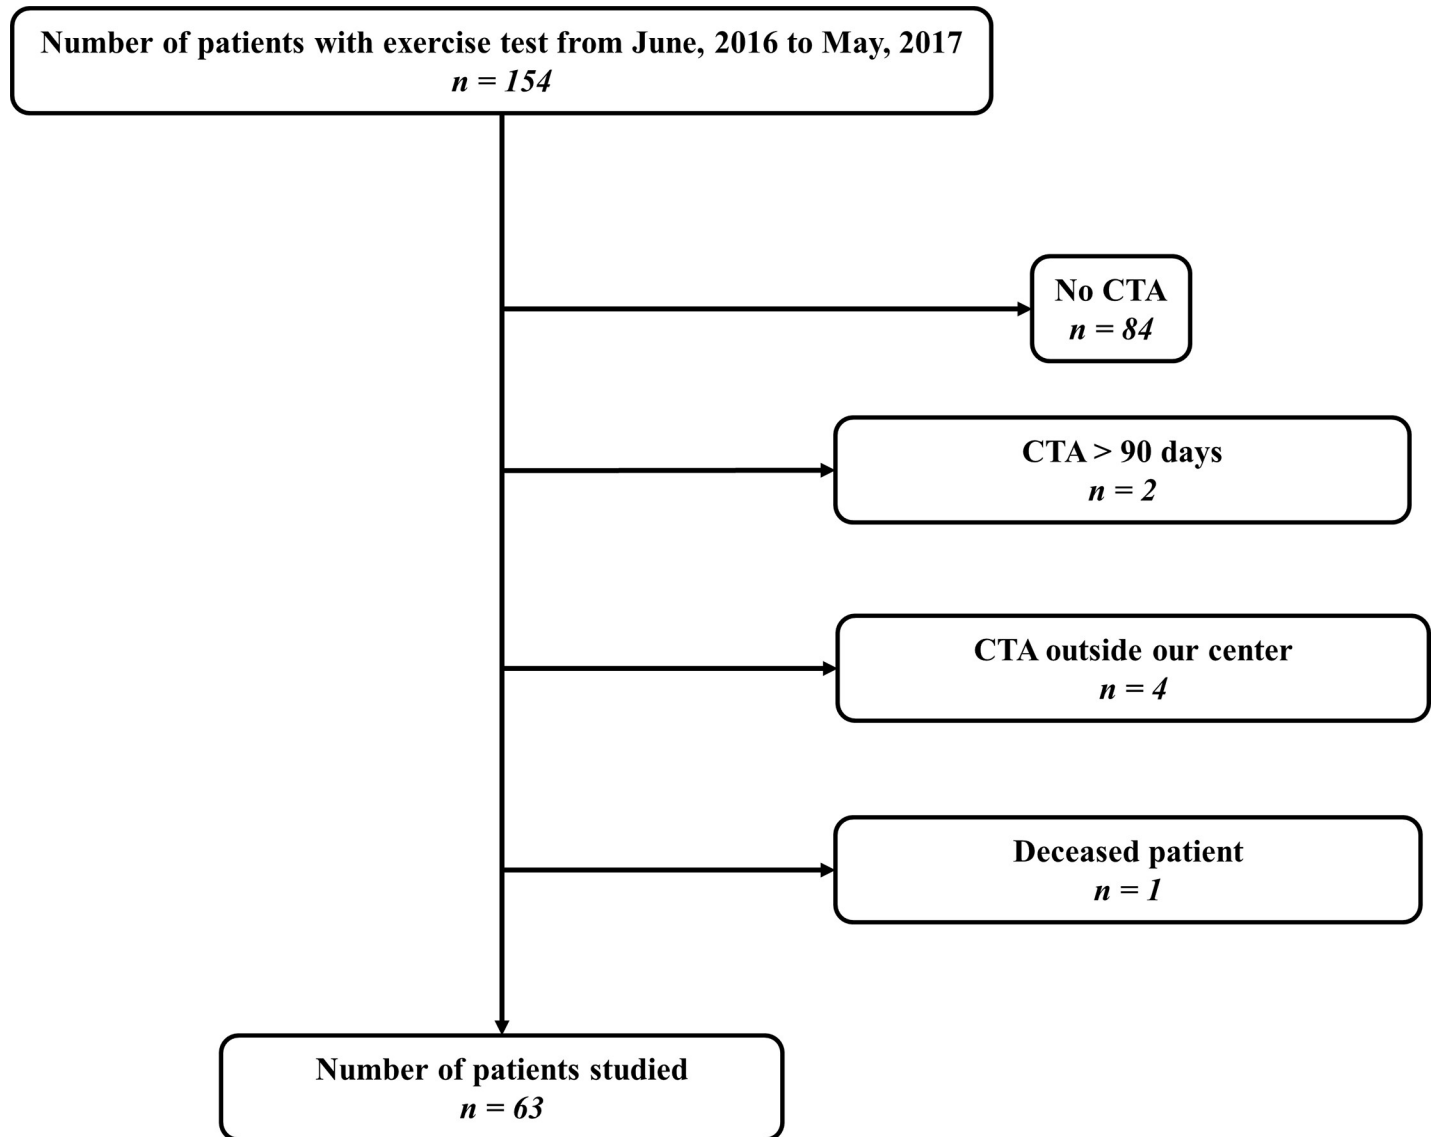 Number of patients with exercise test from June, 2016 to May, 2017
n = 154
No CTA
n = 84
CTA > 90 days
n = 2
CTA outside our center
n = 4
Deceased patient
n = 1
Number of patients studied
n = 63